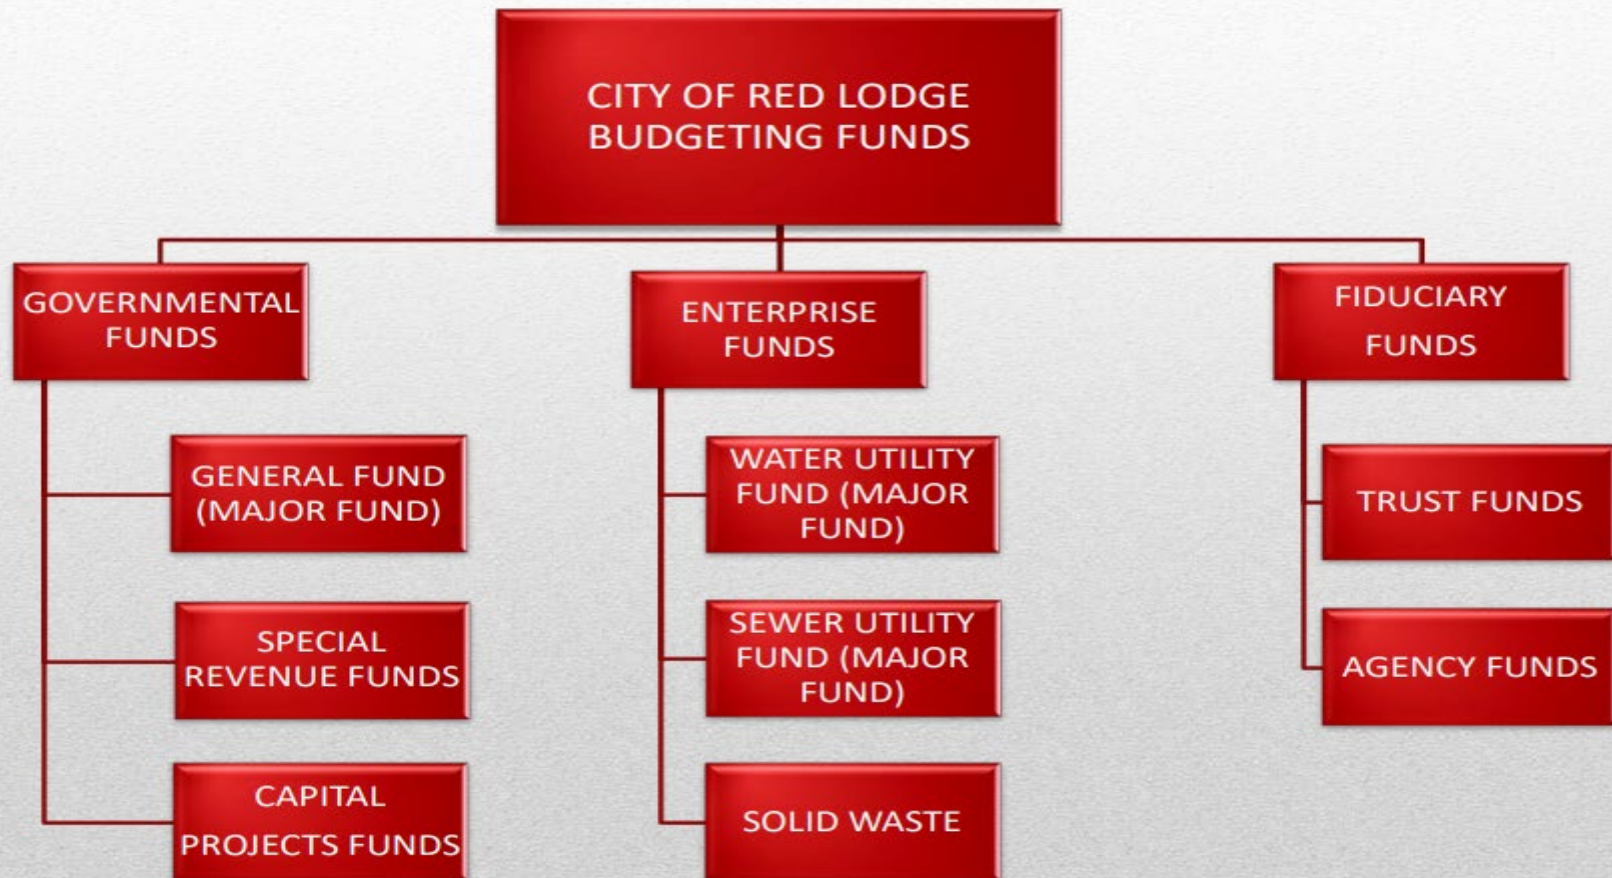 CITY OF RED LODGE
BUDGETING FUNDS
GOVERNMENTAL
FUNDS
GENERAL FUND
(MAJOR FUND)
SPECIAL
REVENUE FUNDS
CAPITAL
PROJECTS FUNDS
ENTERPRISE
FUNDS
WATER UTILITY
FUND (MAJOR
FUND)
SEWER UTILITY
FUND (MAJOR
FUND)
SOLID WASTE
FIDUCIARY
FUNDS
TRUST FUNDS
AGENCY FUNDS